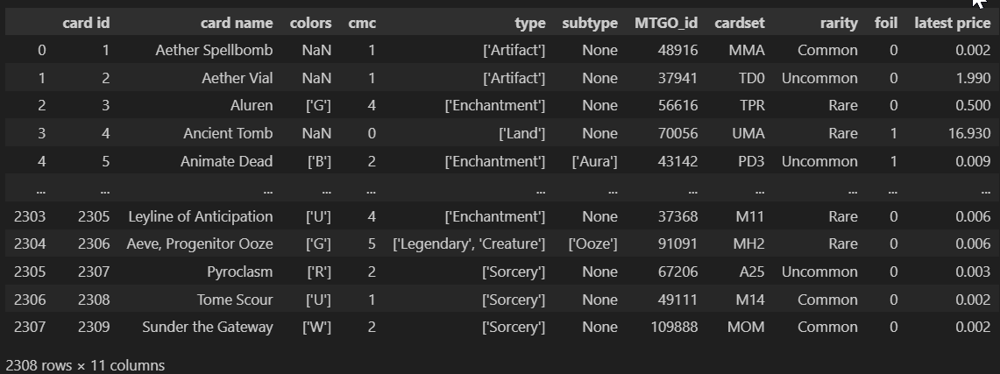 card id card name colors cmc type subtype MTGO_id cardset rarity foil latest price
0 1 Aether Spellbomb NaN 1 ['Artifact'] None 48916 MMA Common 0 0.002
1 2 Aether Vial NaN 1 ['Artifact'] None 37941 TD0 Uncommon 0 1.990
2 3 Aluren ['G'] 4 ['Enchantment'] None 56616 TPR Rare 0 0.500
3 4 Ancient Tomb NaN 0 ['Land'] None 70056 UMA Rare 1 16.930
4 5 Animate Dead ['B'] 2 ['Enchantment'] ['Aura'] 43142 PD3 Uncommon 1 0.009
... ... ... ... ... ... ... ... ... ... ... ...
2303 2305 Leyline of Anticipation ['U'] 4 ['Enchantment'] None 37368 M11 Rare 0 0.006
2304 2306 Aeve, Progenitor Ooze ['G'] 5 ['Legendary', 'Creature'] ['Ooze'] 91091 MH2 Rare 0 0.006
2305 2307 Pyroclasm ['R'] 2 ['Sorcery'] None 67206 A25 Uncommon 0 0.003
2306 2308 Tome Scour ['U'] 1 ['Sorcery'] None 49111 M14 Common 0 0.002
2307 2309 Sunder the Gateway ['W'] 2 ['Sorcery'] None 109888 MOM Common 0 0.002
2308 rows × 11 columns